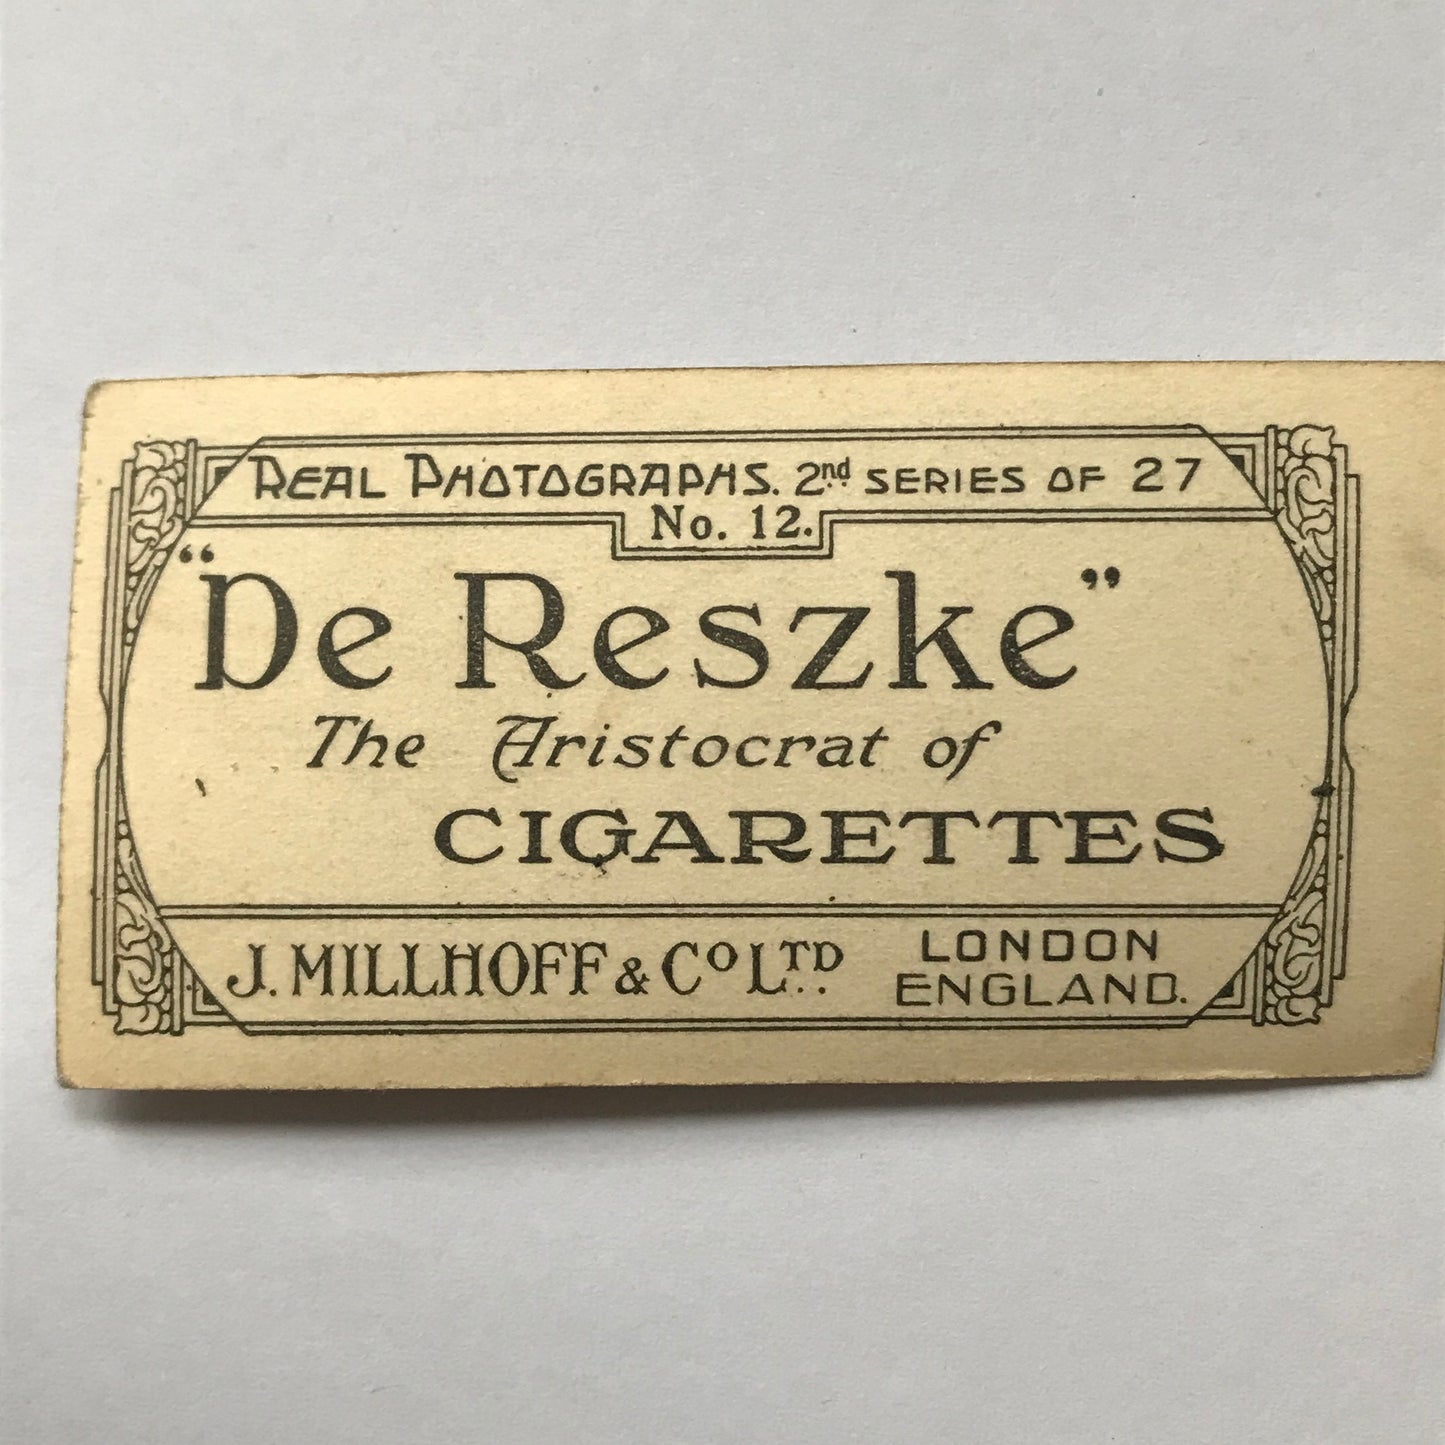 REAL PHOTOGRAPHS. 2nd SERIES OF 27
No. 12.
“De Reszke”
The Aristocrat of
CIGARETTES
J. MILLHOFF & CO LTD. LONDON
ENGLAND.